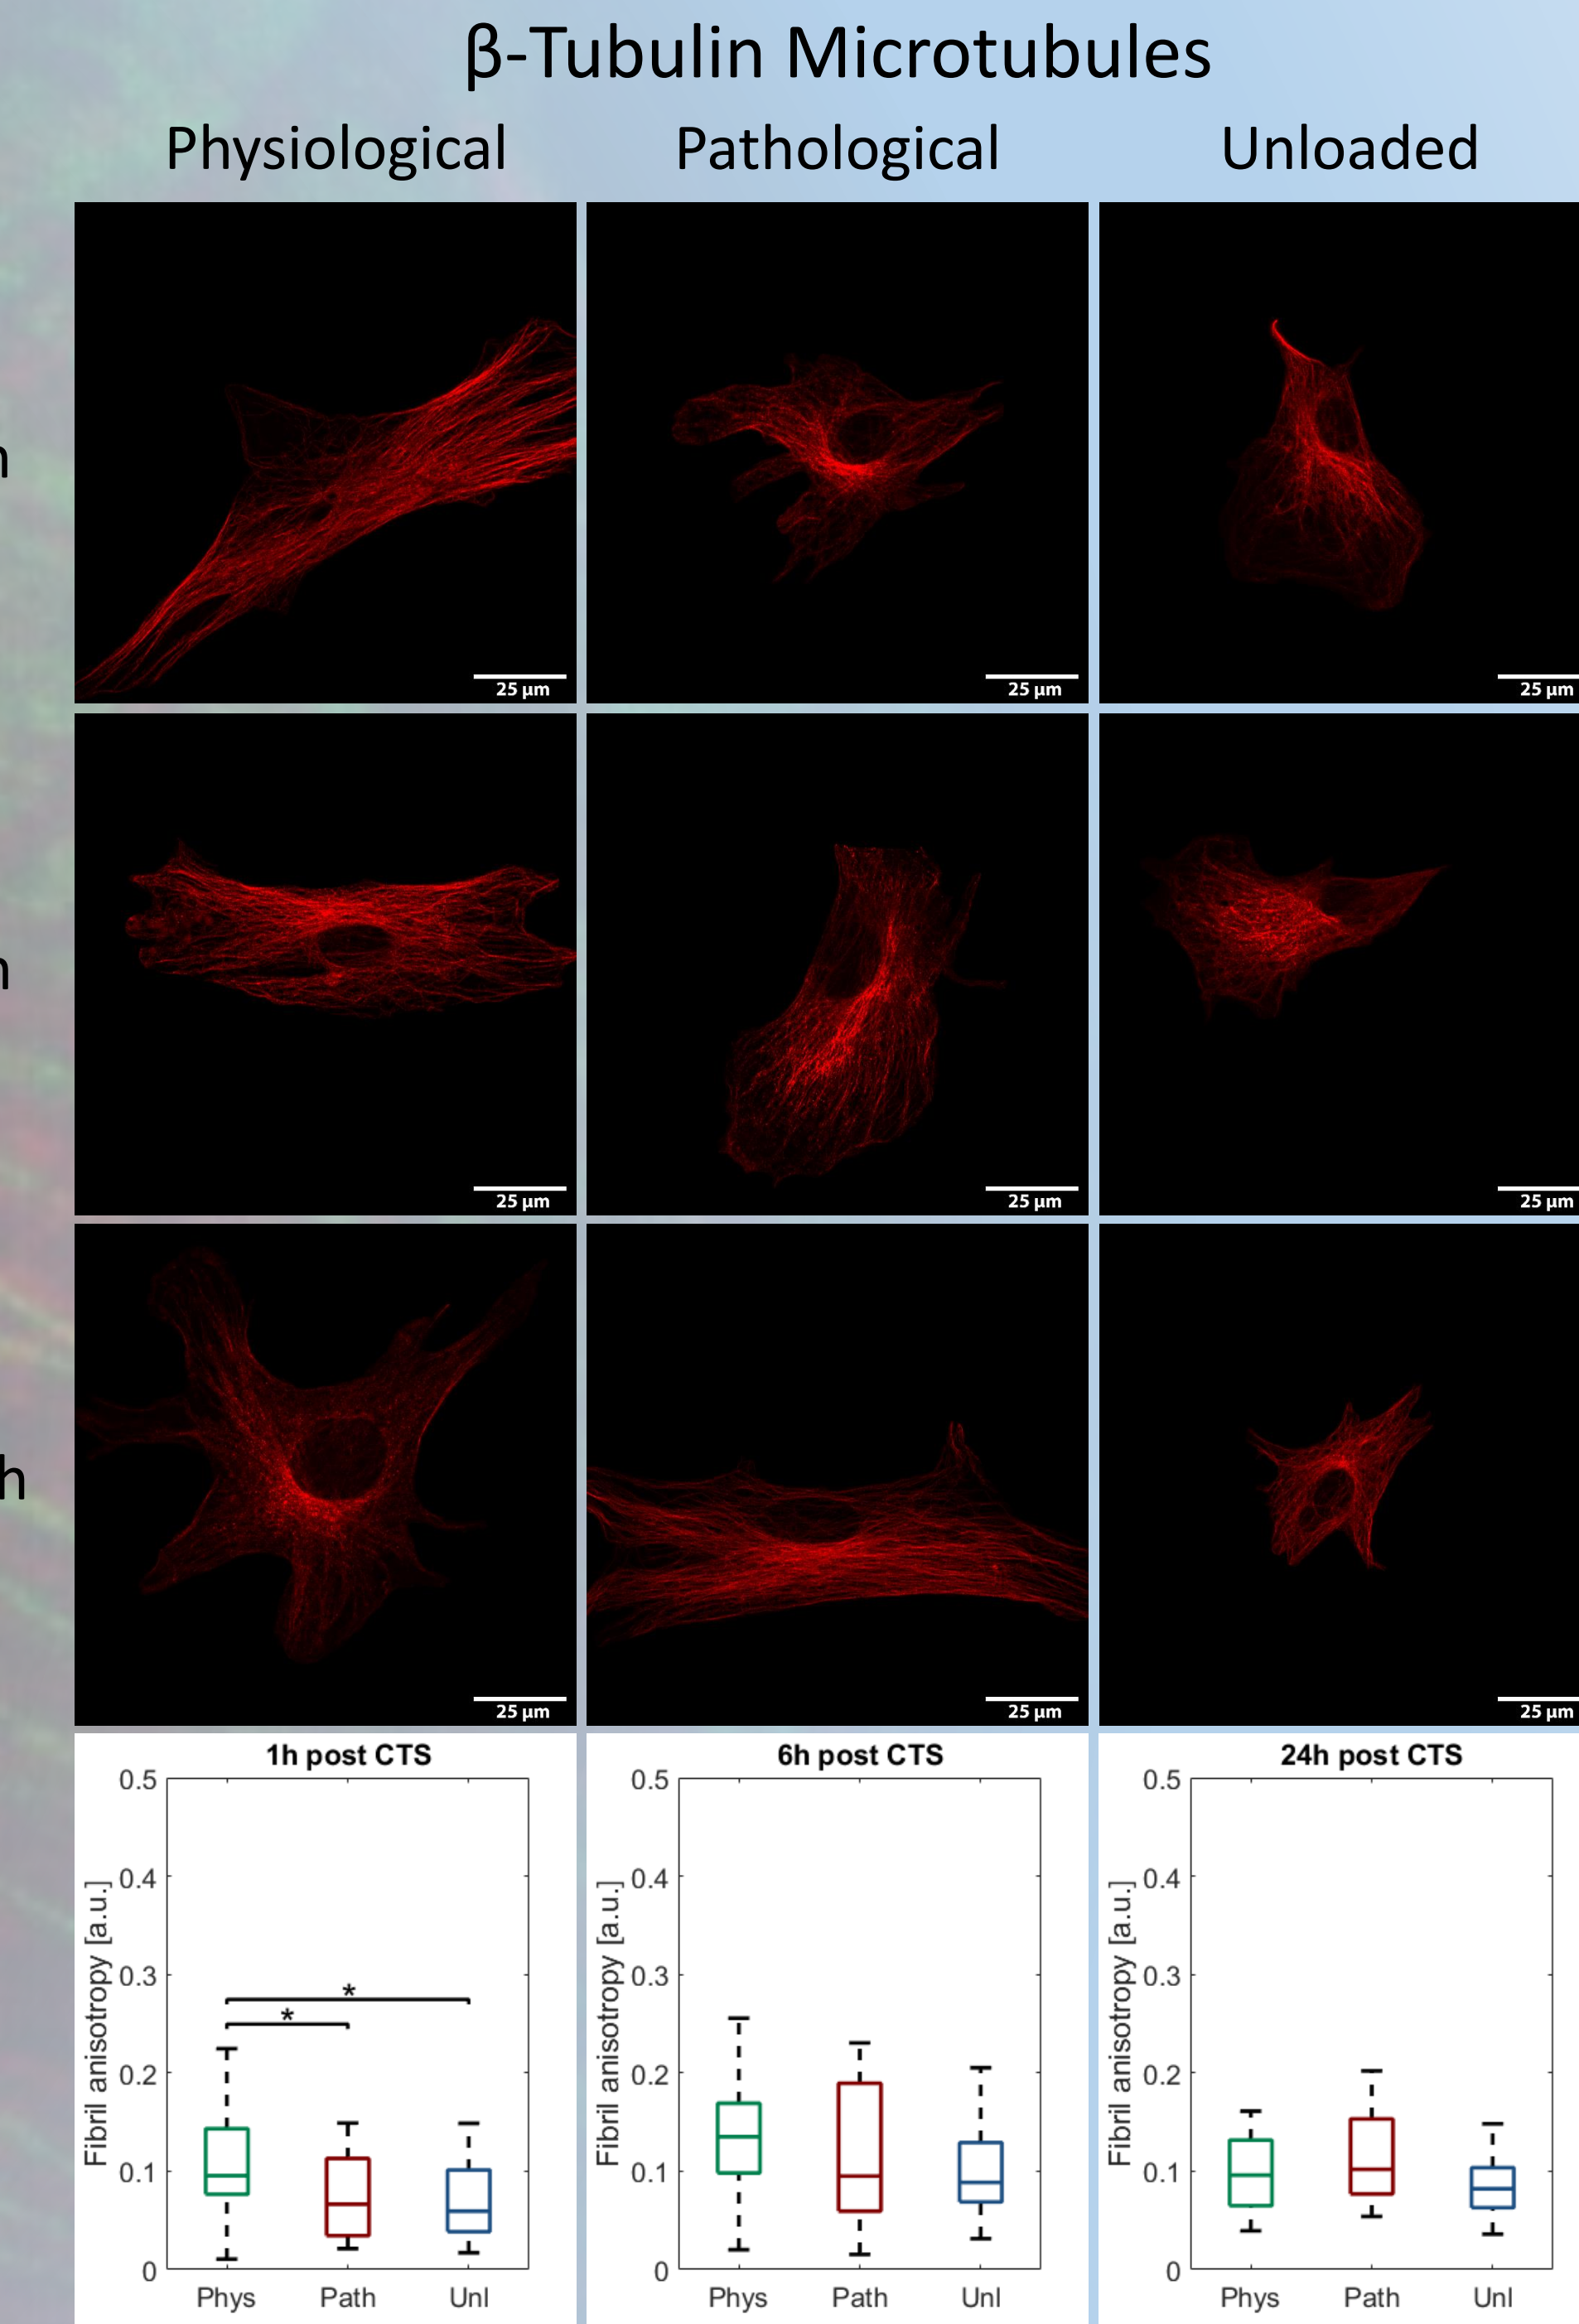 β-Tubulin Microtubules
Physiological Pathological Unloaded
25 µm 25 µm 25 µm
25 µm 25 µm 25 µm
h
25 µm 25 µm 25 µm
1h post CTS
0.5
0.4
0.3
0.2
0.1
0
Fibril anisotropy [a.u.]
*
*
Phys Path Unl
6h post CTS
0.5
0.4
0.3
0.2
0.1
0
Fibril anisotropy [a.u.]
Phys Path Unl
24h post CTS
0.5
0.4
0.3
0.2
0.1
0
Fibril anisotropy [a.u.]
Phys Path Unl